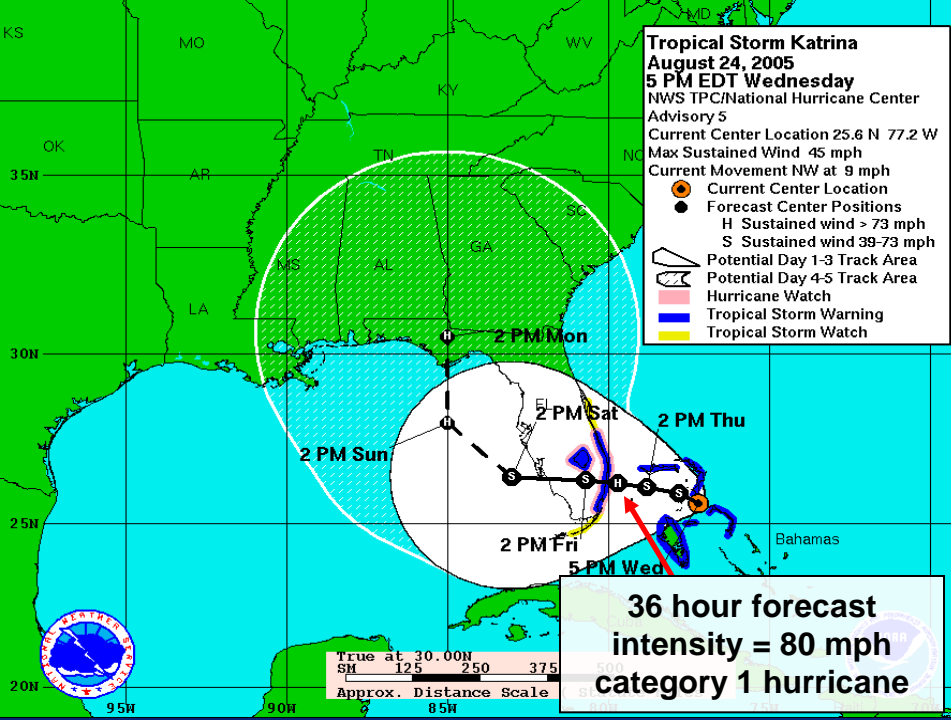 KS
MO
WV
MD
KY
OK
TN
NC
AR
35N
SC
MS
AL
GA
LA
30N
25N
20N
95W
90W
85W
80W
75W
70W
FL
Bahamas
Cuba
Tropical Storm Katrina
August 24, 2005
5 PM EDT Wednesday
NWS TPC/National Hurricane Center
Advisory 5
Current Center Location 25.6 N 77.2 W
Max Sustained Wind 45 mph
Current Movement NW at 9 mph
Current Center Location
Forecast Center Positions
H Sustained wind > 73 mph
S Sustained wind 39-73 mph
Potential Day 1-3 Track Area
Potential Day 4-5 Track Area
Hurricane Watch
Tropical Storm Warning
Tropical Storm Watch
H
2 PM Mon
H
2 PM Sun
2 PM Sat
2 PM Thu
S
S
H
S
S
2 PM Fri
5 PM Wed
36 hour forecast
intensity = 80 mph
category 1 hurricane
True at 30.00N
SM 125 250 375 500
Approx. Distance Scale
NATIONAL WEATHER SERVICE